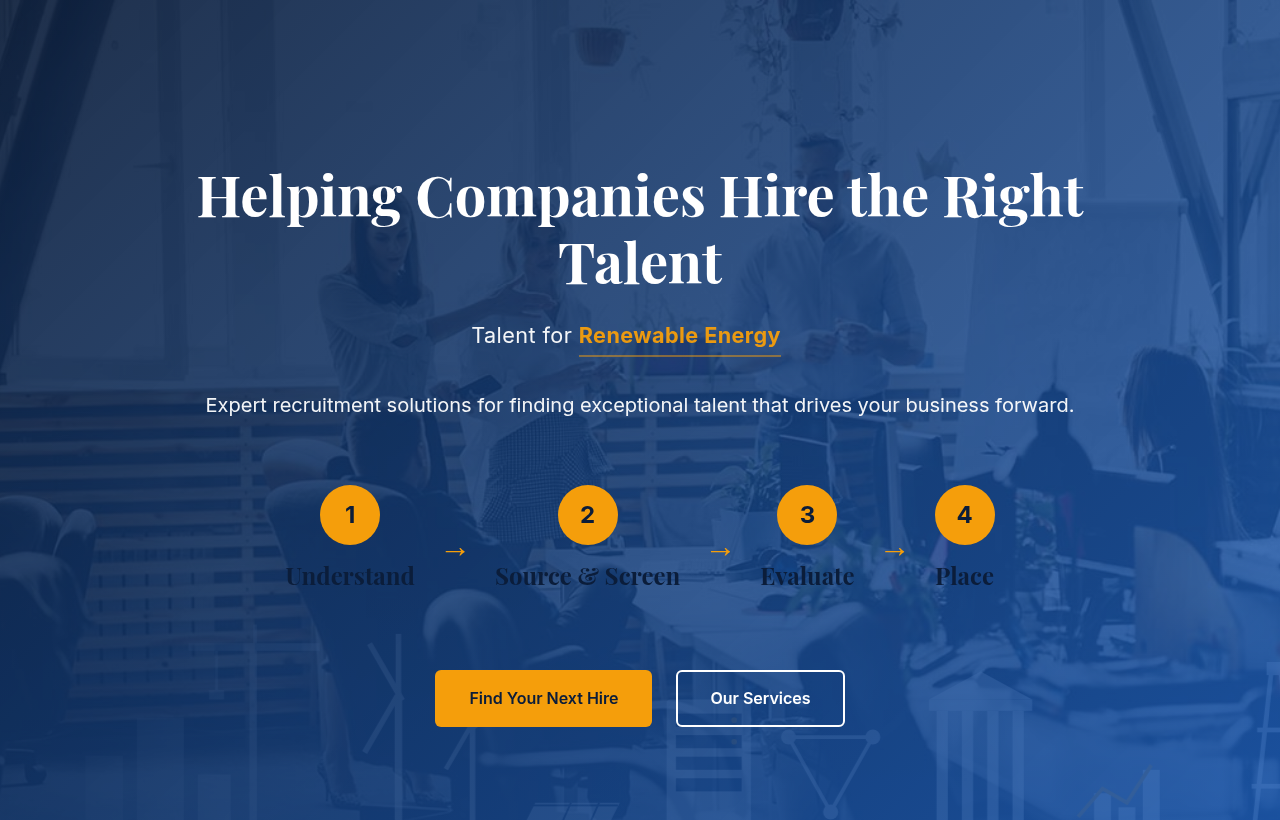 Helping Companies Hire the Right
Talent
Talent for Renewable Energy
Expert recruitment solutions for finding exceptional talent that drives your business forward.
1 → 2 → 3 → 4
Understand Source & Screen Evaluate Place
Find Your Next Hire Our Services